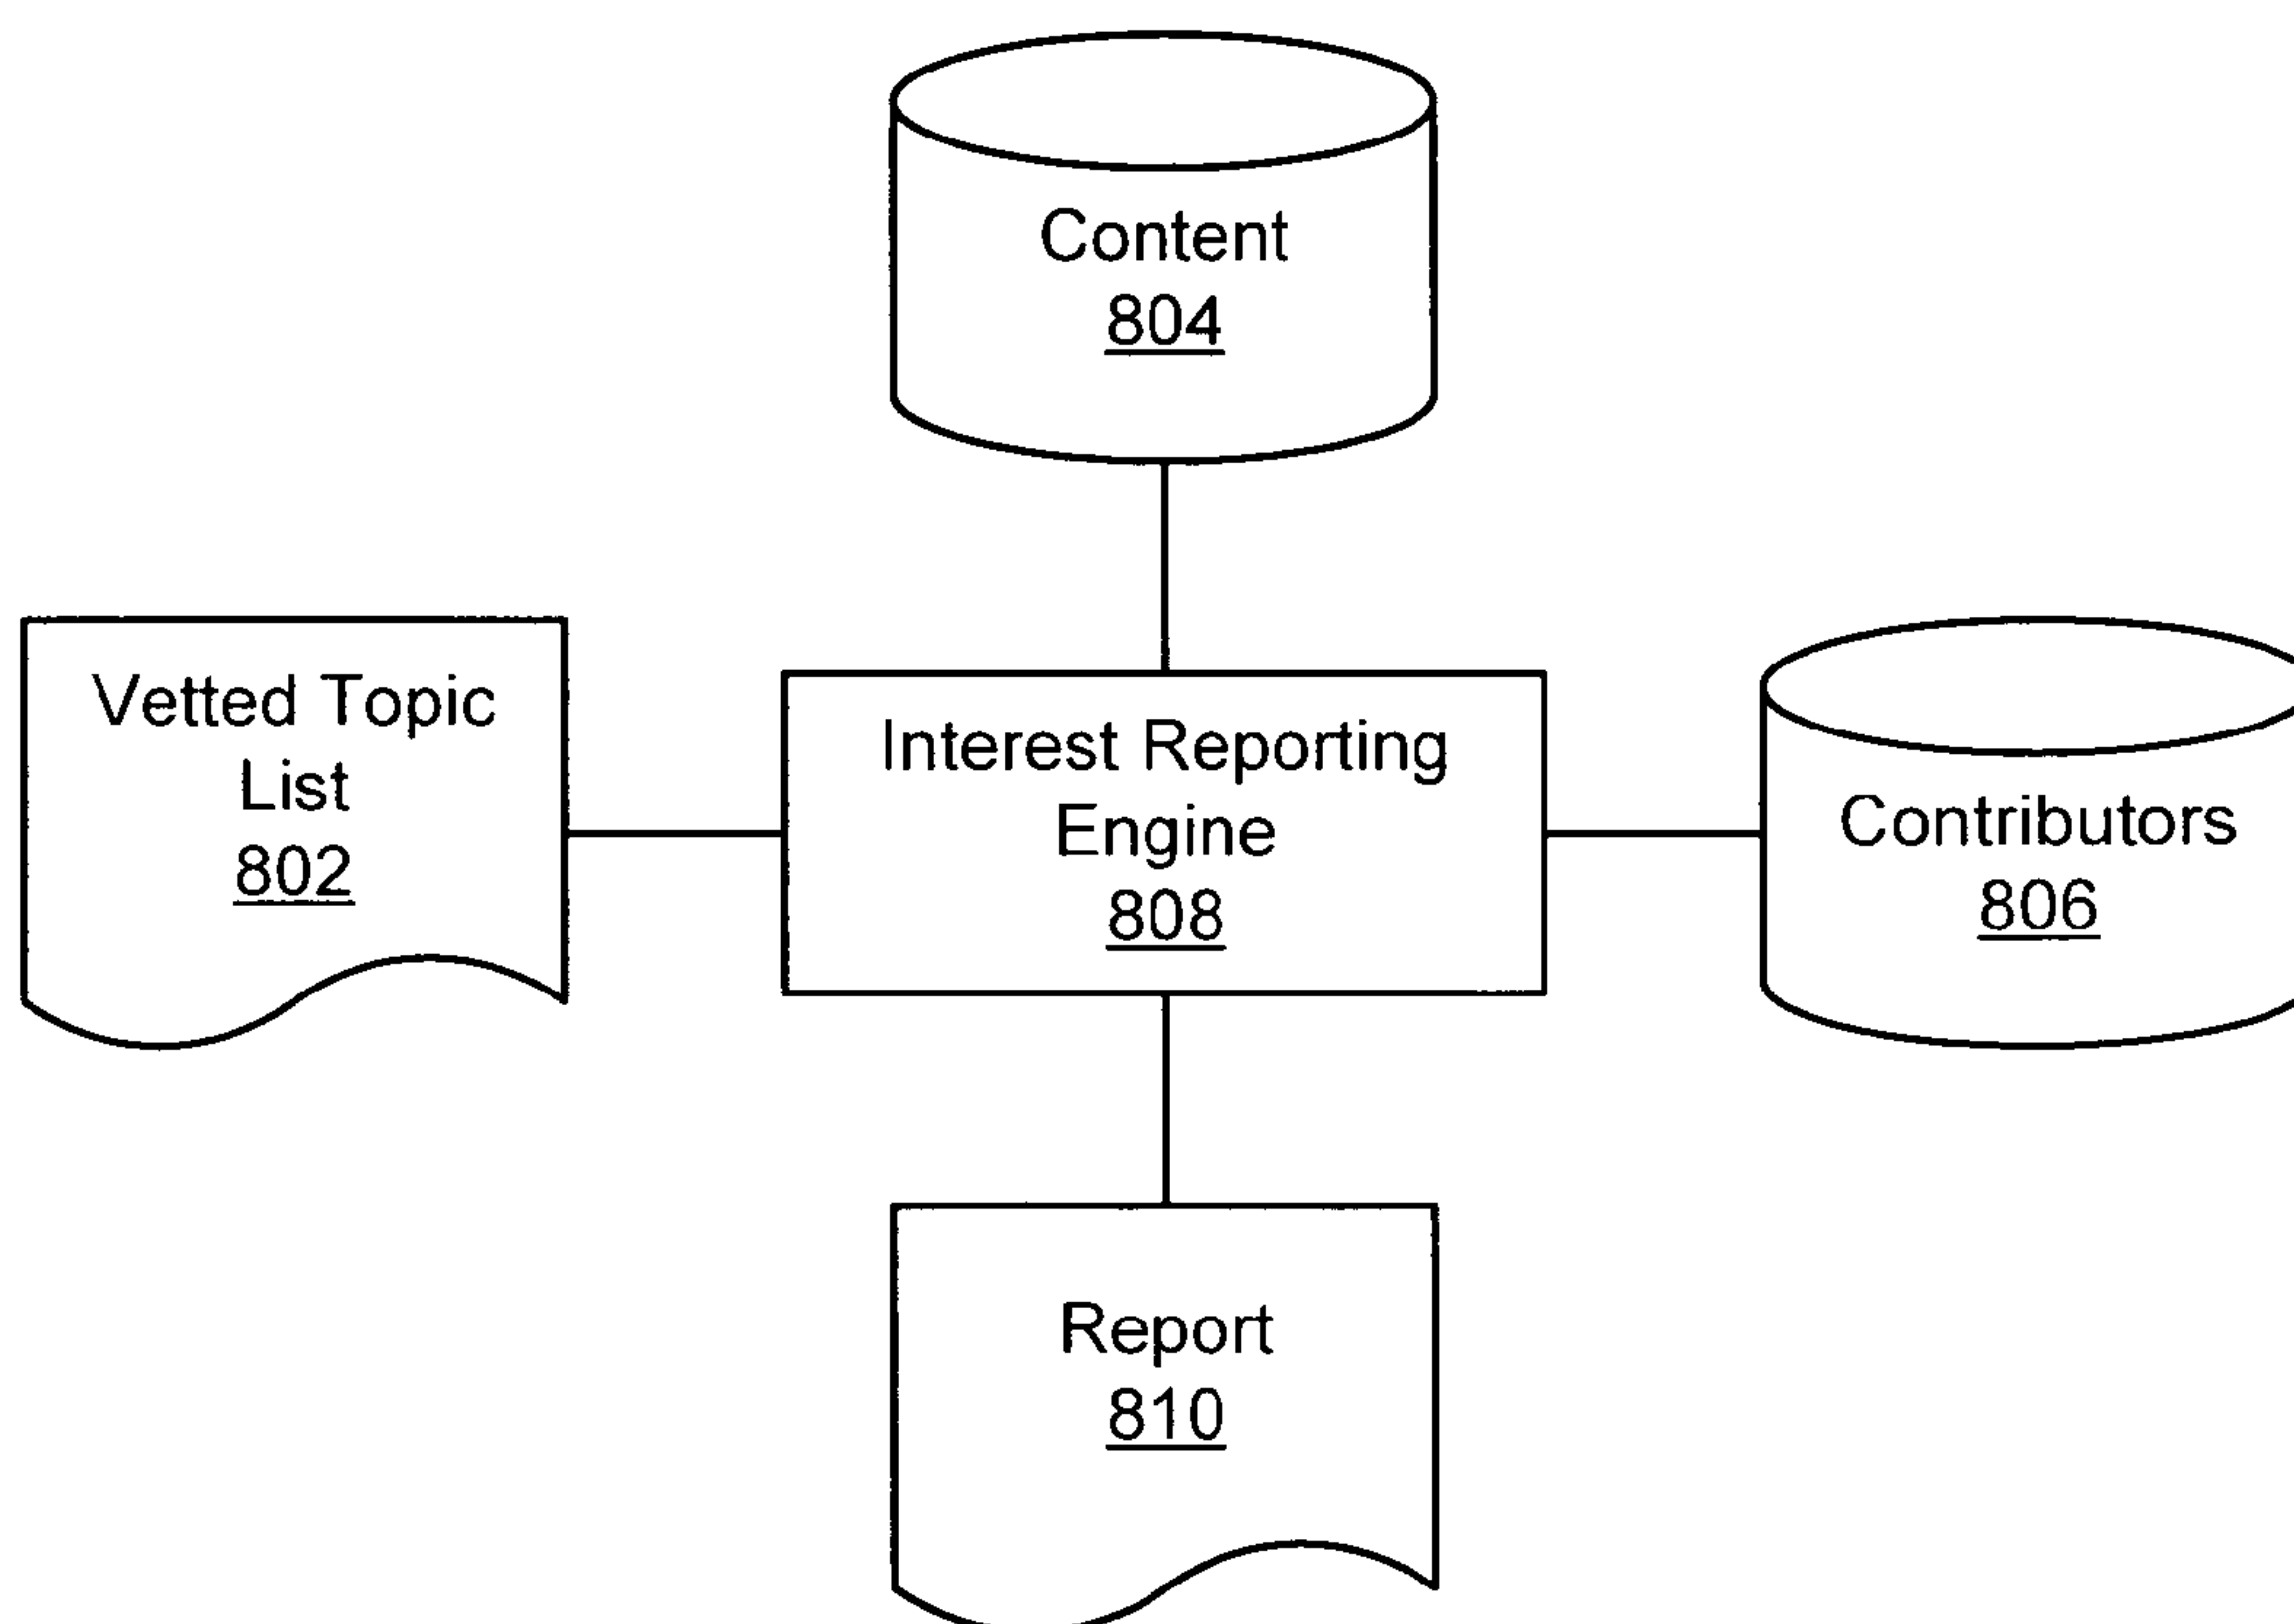 Content
804
Vetted Topic
List
802
Interest Reporting
Engine
808
Contributors
806
Report
810